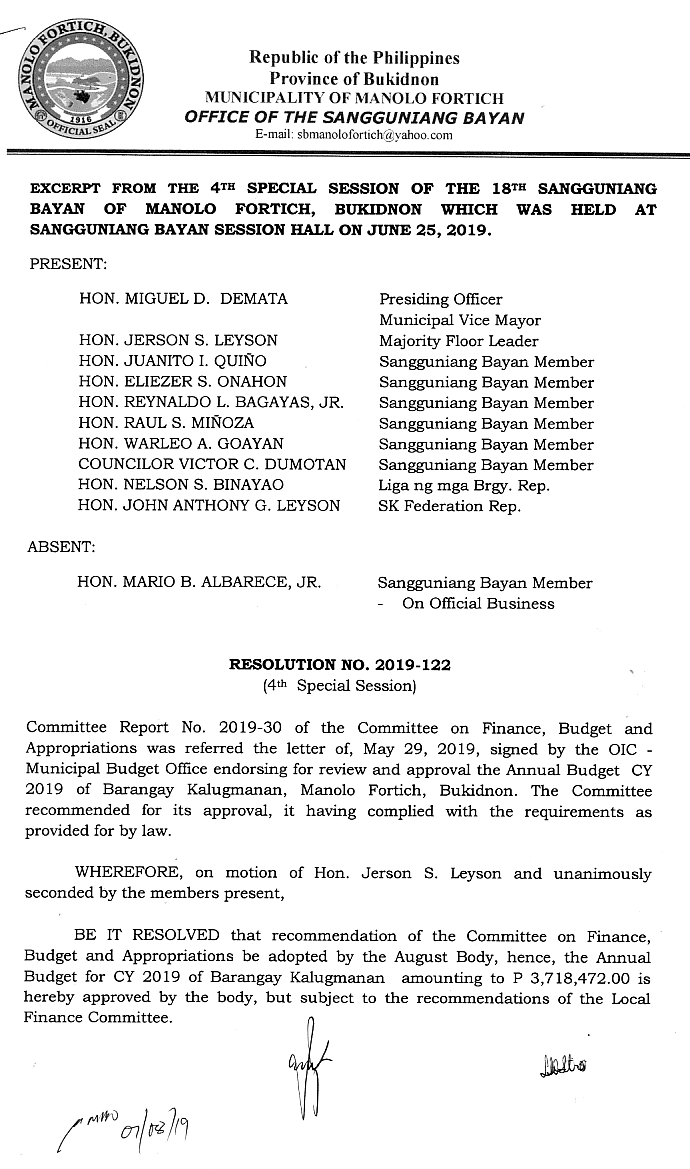 MANOLO FORTICH, BUKIDNON
1916
OFFICIAL SEAL
Republic of the Philippines
Province of Bukidnon
MUNICIPALITY OF MANOLO FORTICH
OFFICE OF THE SANGGUNIANG BAYAN
E-mail: sbmanolofortich@yahoo.com
EXCERPT FROM THE 4TH SPECIAL SESSION OF THE 18TH SANGGUNIANG
BAYAN OF MANOLO FORTICH, BUKIDNON WHICH WAS HELD AT
SANGGUNIANG BAYAN SESSION HALL ON JUNE 25, 2019.
PRESENT:
HON. MIGUEL D. DEMATA Presiding Officer
Municipal Vice Mayor
HON. JERSON S. LEYSON Majority Floor Leader
HON. JUANITO I. QUIÑO Sangguniang Bayan Member
HON. ELIEZER S. ONAHON Sangguniang Bayan Member
HON. REYNALDO L. BAGAYAS, JR. Sangguniang Bayan Member
HON. RAUL S. MIÑOZA Sangguniang Bayan Member
HON. WARLEO A. GOAYAN Sangguniang Bayan Member
COUNCILOR VICTOR C. DUMOTAN Sangguniang Bayan Member
HON. NELSON S. BINAYAO Liga ng mga Brgy. Rep.
HON. JOHN ANTHONY G. LEYSON SK Federation Rep.
ABSENT:
HON. MARIO B. ALBARECE, JR. Sangguniang Bayan Member
- On Official Business
RESOLUTION NO. 2019-122
(4th Special Session)
Committee Report No. 2019-30 of the Committee on Finance, Budget and
Appropriations was referred the letter of, May 29, 2019, signed by the OIC -
Municipal Budget Office endorsing for review and approval the Annual Budget CY
2019 of Barangay Kalugmanan, Manolo Fortich, Bukidnon. The Committee
recommended for its approval, it having complied with the requirements as
provided for by law.
WHEREFORE, on motion of Hon. Jerson S. Leyson and unanimously
seconded by the members present,
BE IT RESOLVED that recommendation of the Committee on Finance,
Budget and Appropriations be adopted by the August Body, hence, the Annual
Budget for CY 2019 of Barangay Kalugmanan amounting to P 3,718,472.00 is
hereby approved by the body, but subject to the recommendations of the Local
Finance Committee.
07/03/19